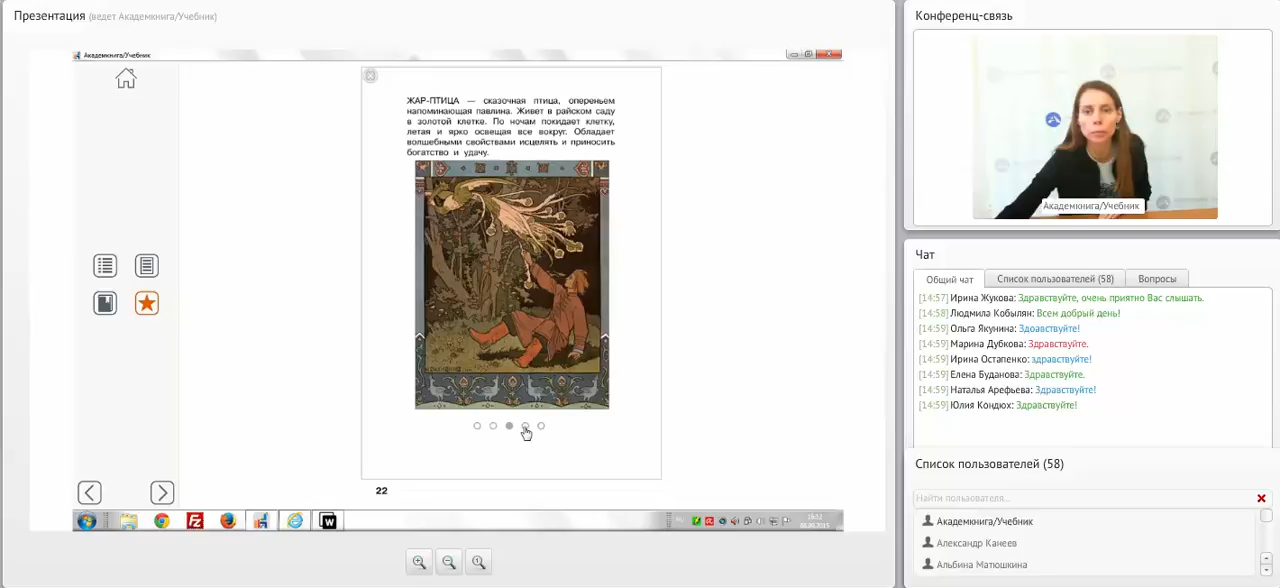 Презентация (ведет Академкнига/Учебник)
Академкнига/Учебник
ЖАР-ПТИЦА — сказочная птица, опереньем
напоминающая павлина. Живет в райском саду
в золотой клетке. По ночам покидает клетку,
летая и ярко освещая все вокруг. Обладает
волшебными свойствами исцелять и приносить
богатство и удачу.
22
W
Конференц-связь
Академкнига/Учебник
Чат
Общий чат
Список пользователей (58)
Вопросы
[14:57] Ирина Жукова: Здравствуйте, очень приятно Вас слышать.
[14:58] Людмила Кобылян: Всем добрый день!
[14:59] Ольга Якунина: Здоавствуйте!
[14:59] Марина Дубкова: Здравствуйте.
[14:59] Ирина Остапенко: здравствуйте!
[14:59] Елена Буданова: Здравствуйте.
[14:59] Наталья Арефьева: Здравствуйте!
[14:59] Юлия Кондюх: Здравствуйте!
Список пользователей (58)
Найти пользователя...
Академкнига/Учебник
Александр Канеев
Альбина Матюшкина